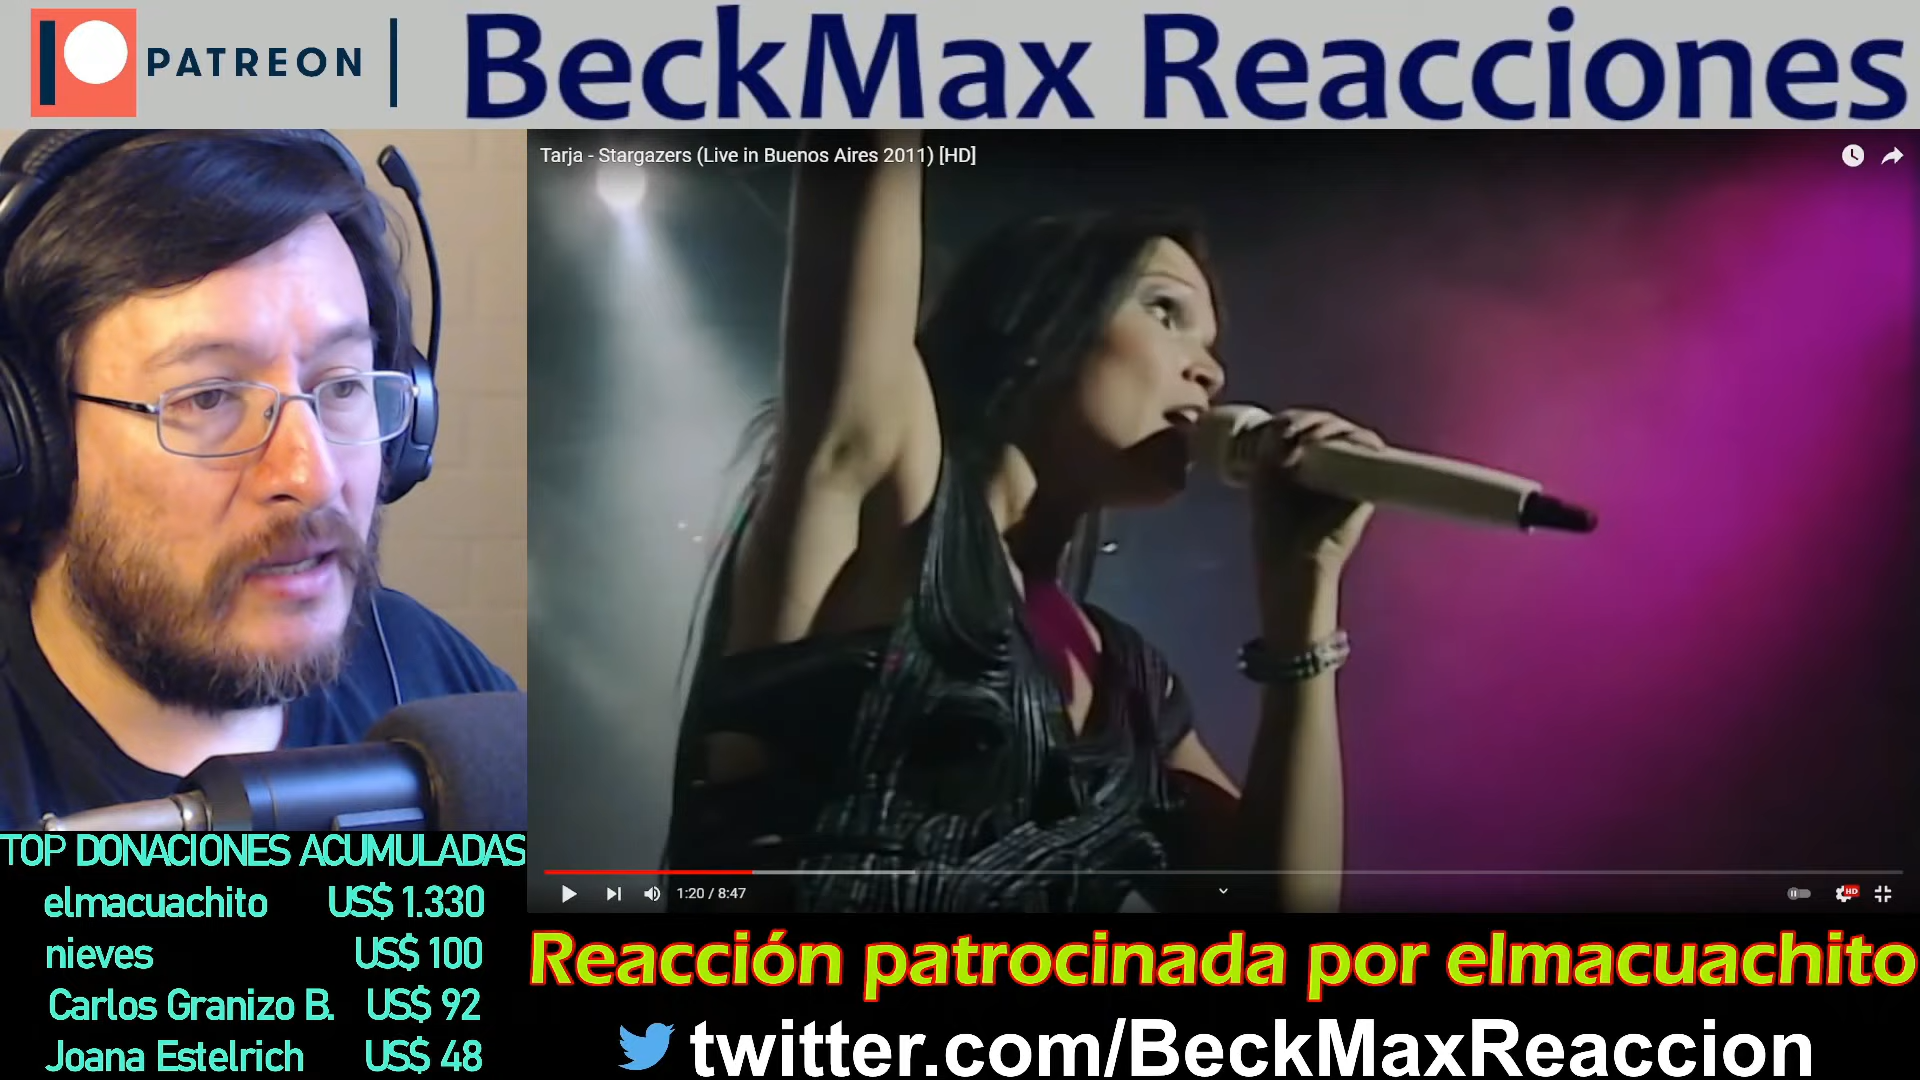 PATREON
BeckMax Reacciones
Tarja - Stargazers (Live in Buenos Aires 2011) [HD]
1:20 / 8:47
HD
TOP DONACIONES ACUMULADAS
elmacuachito US$ 1.330
nieves US$ 100
Carlos Granizo B. US$ 92
Joana Estelrich US$ 48
Reacción patrocinada por elmacuachito
twitter.com/BeckMaxReaccion